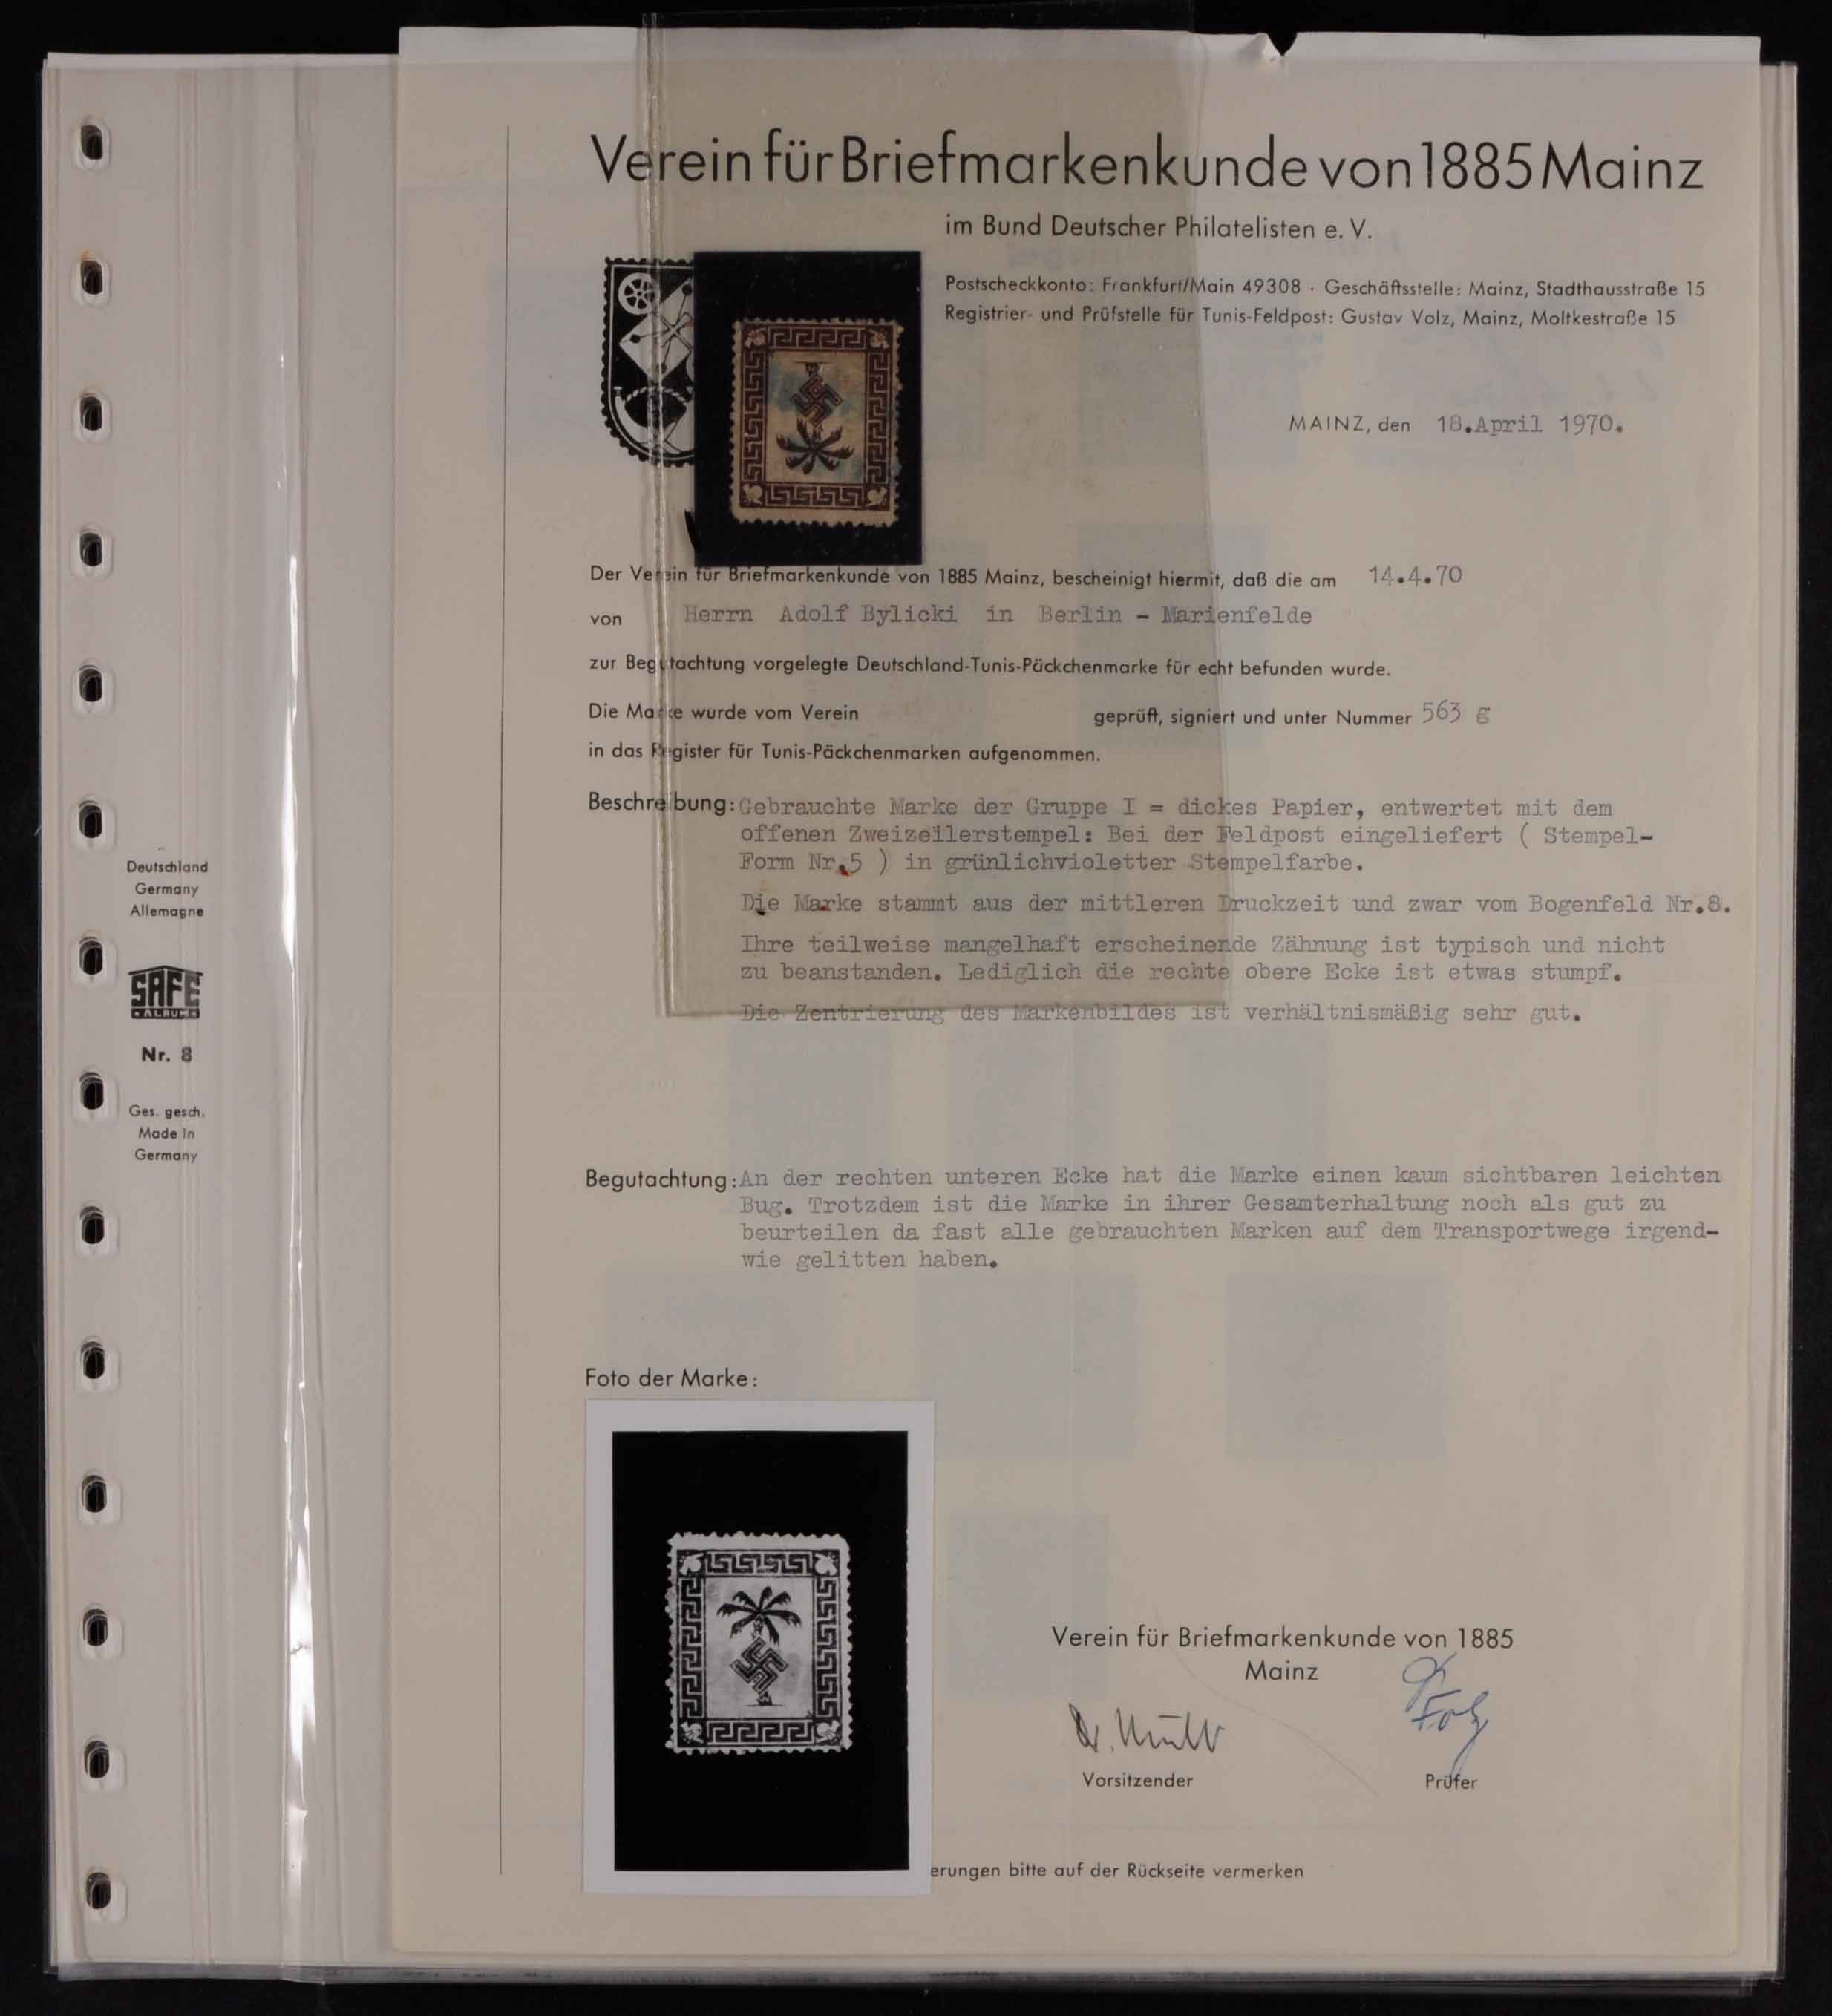 Verein für Briefmarkenkunde von 1885 Mainz
im Bund Deutscher Philatelisten e. V.
Postscheckkonto: Frankfurt/Main 49308 · Geschäftsstelle: Mainz, Stadthausstraße 15
Registrier- und Prüfstelle für Tunis-Feldpost: Gustav Volz, Mainz, Moltkestraße 15
MAINZ, den 18.April 1970.
Der Verein für Briefmarkenkunde von 1885 Mainz, bescheinigt hiermit, daß die am 14.4.70
von Herrn Adolf Bylicki in Berlin - Marienfelde
zur Begutachtung vorgelegte Deutschland-Tunis-Päckchenmarke für echt befunden wurde.
Die Marke wurde vom Verein geprüft, signiert und unter Nummer 563 g
in das Register für Tunis-Päckchenmarken aufgenommen.
Beschreibung: Gebrauchte Marke der Gruppe I = dickes Papier, entwertet mit dem
offenen Zweizeilerstempel: Bei der Feldpost eingeliefert ( Stempel-
Form Nr.5 ) in grünlichvioletter Stempelfarbe.
Die Marke stammt aus der mittleren Druckzeit und zwar vom Bogenfeld Nr.8.
Ihre teilweise mangelhaft erscheinende Zähnung ist typisch und nicht
zu beanstanden. Lediglich die rechte obere Ecke ist etwas stumpf.
Die Zentrierung des Markenbildes ist verhältnismäßig sehr gut.
Begutachtung: An der rechten unteren Ecke hat die Marke einen kaum sichtbaren leichten
Bug. Trotzdem ist die Marke in ihrer Gesamterhaltung noch als gut zu
beurteilen da fast alle gebrauchten Marken auf dem Transportwege irgend-
wie gelitten haben.
Foto der Marke:
Verein für Briefmarkenkunde von 1885
Mainz
Vorsitzender
Prüfer
erungen bitte auf der Rückseite vermerken
Deutschland
Germany
Allemagne
SAFE
ALBUM
Nr. 8
Ges. gesch.
Made In
Germany